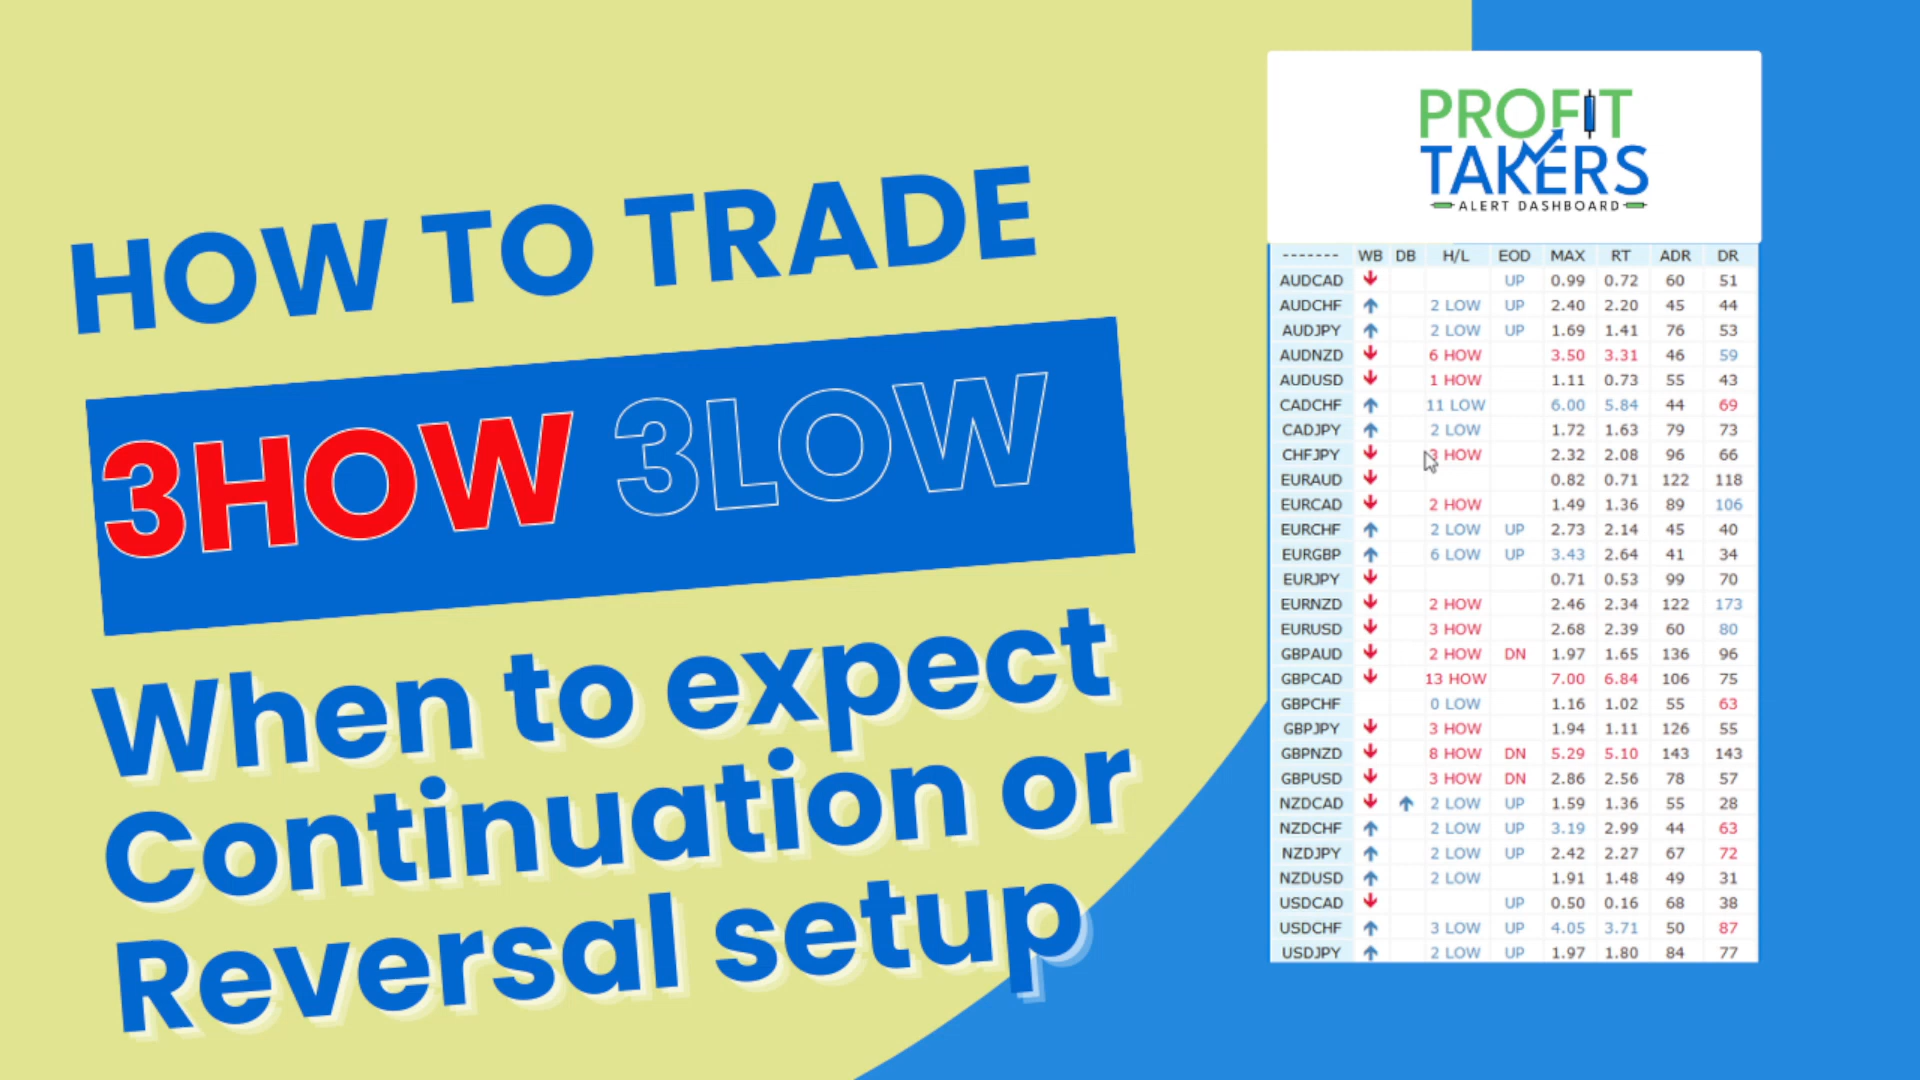 HOW TO TRADE
3HOW 3LOW
When to expect
Continuation or
Reversal setup
PROFIT
TAKERS
ALERT DASHBOARD
------- WB DB H/L EOD MAX RT ADR DR
AUDCAD UP 0.99 0.72 60 51
AUDCHF 2 LOW UP 2.40 2.20 45 44
AUDJPY 2 LOW UP 1.69 1.41 76 53
AUDNZD 6 HOW 3.50 3.31 46 59
AUDUSD 1 HOW 1.11 0.73 55 43
CADCHF 11 LOW 6.00 5.84 44 69
CADJPY 2 LOW 1.72 1.63 79 73
CHFJPY 3 HOW 2.32 2.08 96 66
EURAUD 0.82 0.71 122 118
EURCAD 2 HOW 1.49 1.36 89 106
EURCHF 2 LOW UP 2.73 2.14 45 40
EURGBP 6 LOW UP 3.43 2.64 41 34
EURJPY 0.71 0.53 99 70
EURNZD 2 HOW 2.46 2.34 122 173
EURUSD 3 HOW 2.68 2.39 60 80
GBPAUD 2 HOW DN 1.97 1.65 136 96
GBPCAD 13 HOW 7.00 6.84 106 75
GBPCHF 0 LOW 1.16 1.02 55 63
GBPJPY 3 HOW 1.94 1.11 126 55
GBPNZD 8 HOW DN 5.29 5.10 143 143
GBPUSD 3 HOW DN 2.86 2.56 78 57
NZDCAD 2 LOW UP 1.59 1.36 55 28
NZDCHF 2 LOW UP 3.19 2.99 44 63
NZDJPY 2 LOW UP 2.42 2.27 67 72
NZDUSD 2 LOW 1.91 1.48 49 31
USDCAD UP 0.50 0.16 68 38
USDCHF 3 LOW UP 4.05 3.71 50 87
USDJPY 2 LOW UP 1.97 1.80 84 77